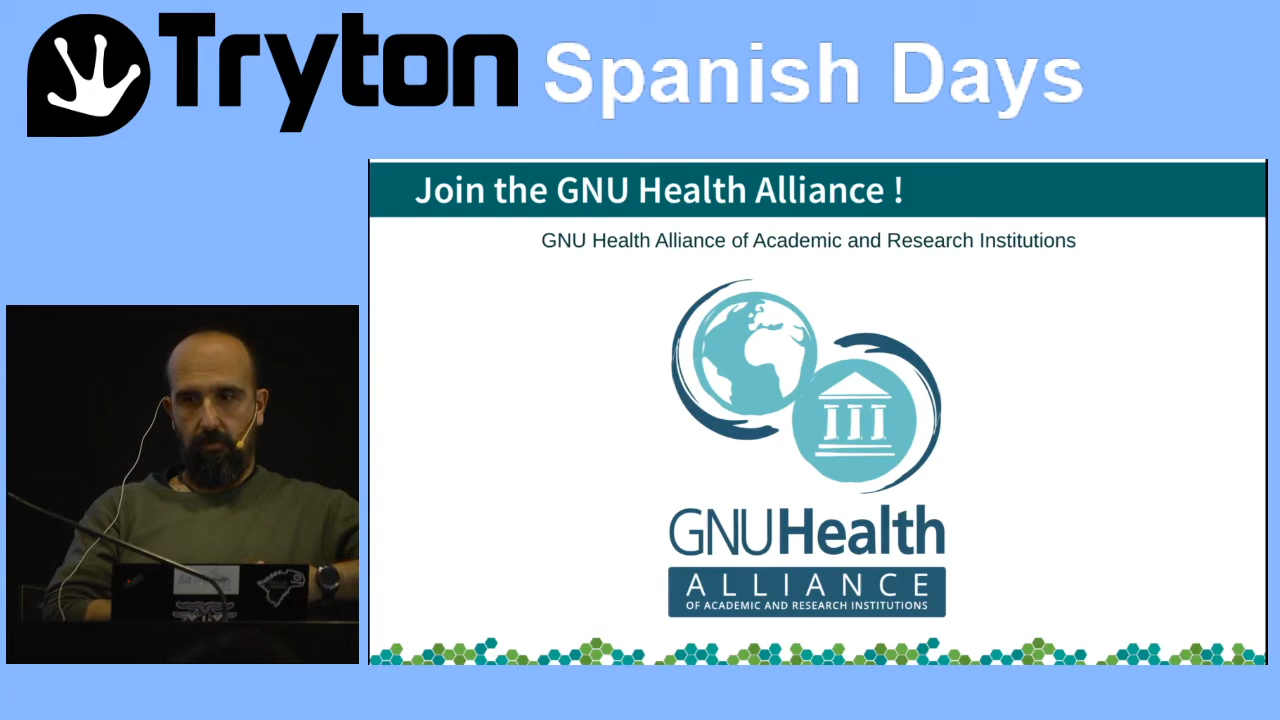 Tryton Spanish Days
Join the GNU Health Alliance !
GNU Health Alliance of Academic and Research Institutions
GNUHealth
ALLIANCE
OF ACADEMIC AND RESEARCH INSTITUTIONS